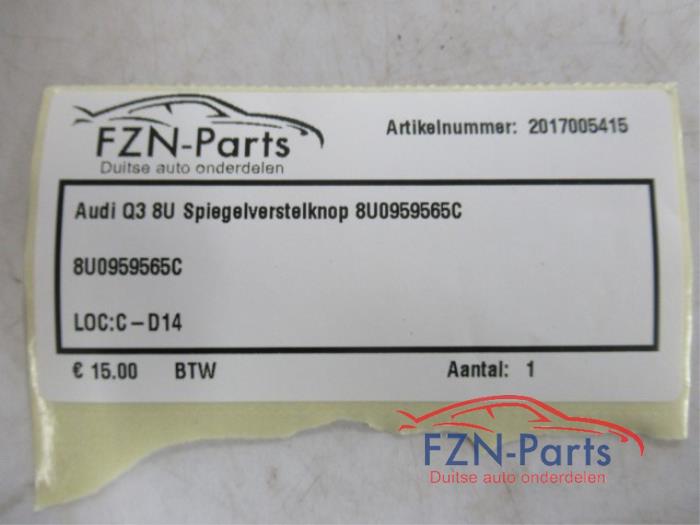 FZN-Parts
Duitse auto onderdelen
Artikelnummer: 2017005415
Audi Q3 8U Spiegelverstelknop 8U0959565C
8U0959565C
LOC:C-D14
€ 15.00 BTW Aantal: 1
FZN-Parts
Duitse auto onderdelen